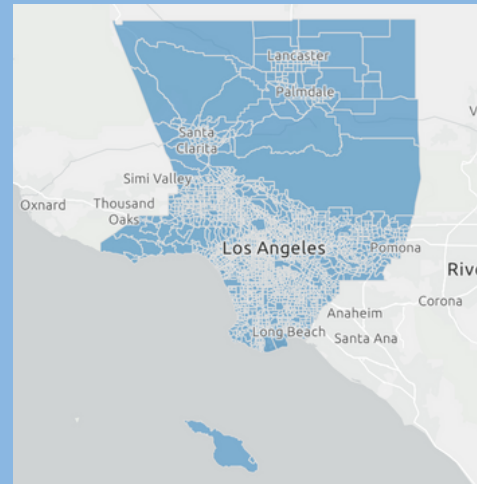 Lancaster
Palmdale
V
Santa
Clarita
Simi Valley
Oxnard
Thousand
Oaks
Los Angeles
Pomona
Rive
Corona
Anaheim
Long Beach
Santa Ana